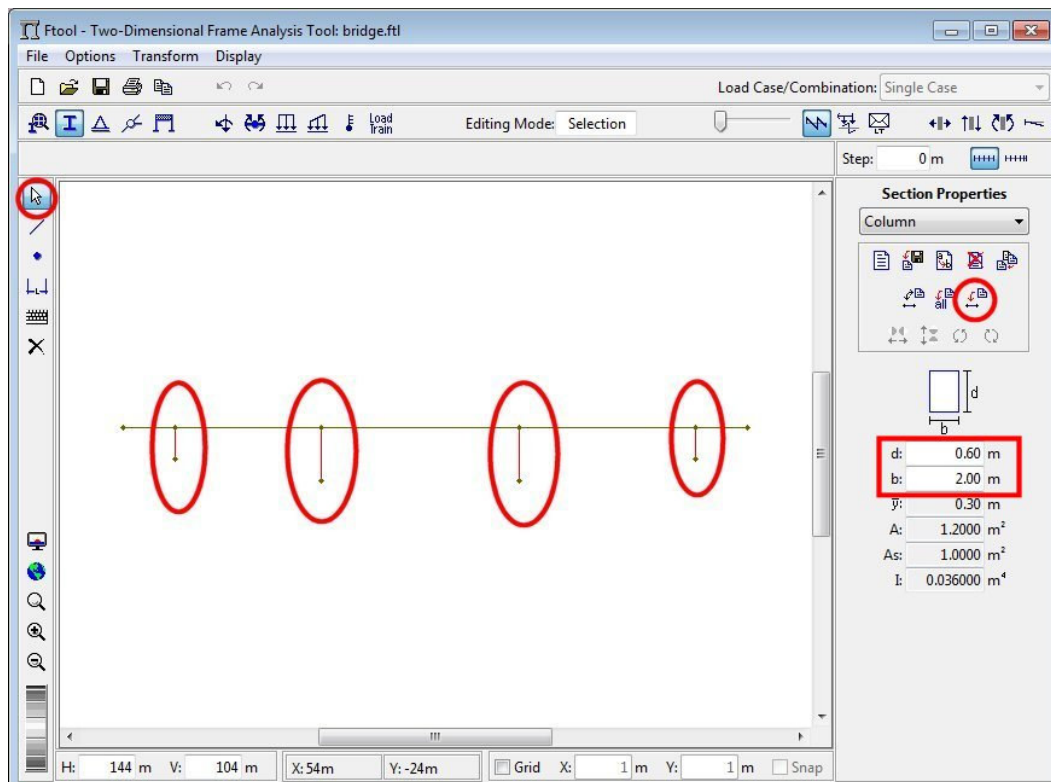 Ftool - Two-Dimensional Frame Analysis Tool: bridge.ftl
File Options Transform Display
Load Case/Combination: Single Case
Load Train
Editing Mode: Selection
LT
Step: 0 m
Section Properties
Column
all
L
d
b
d: 0.60 m
b: 2.00 m
y̅: 0.30 m
A: 1.2000 m²
As: 1.0000 m²
I: 0.036000 m⁴
H: 144 m V: 104 m X: 54m Y: -24m Grid X: 1 m Y: 1 m Snap